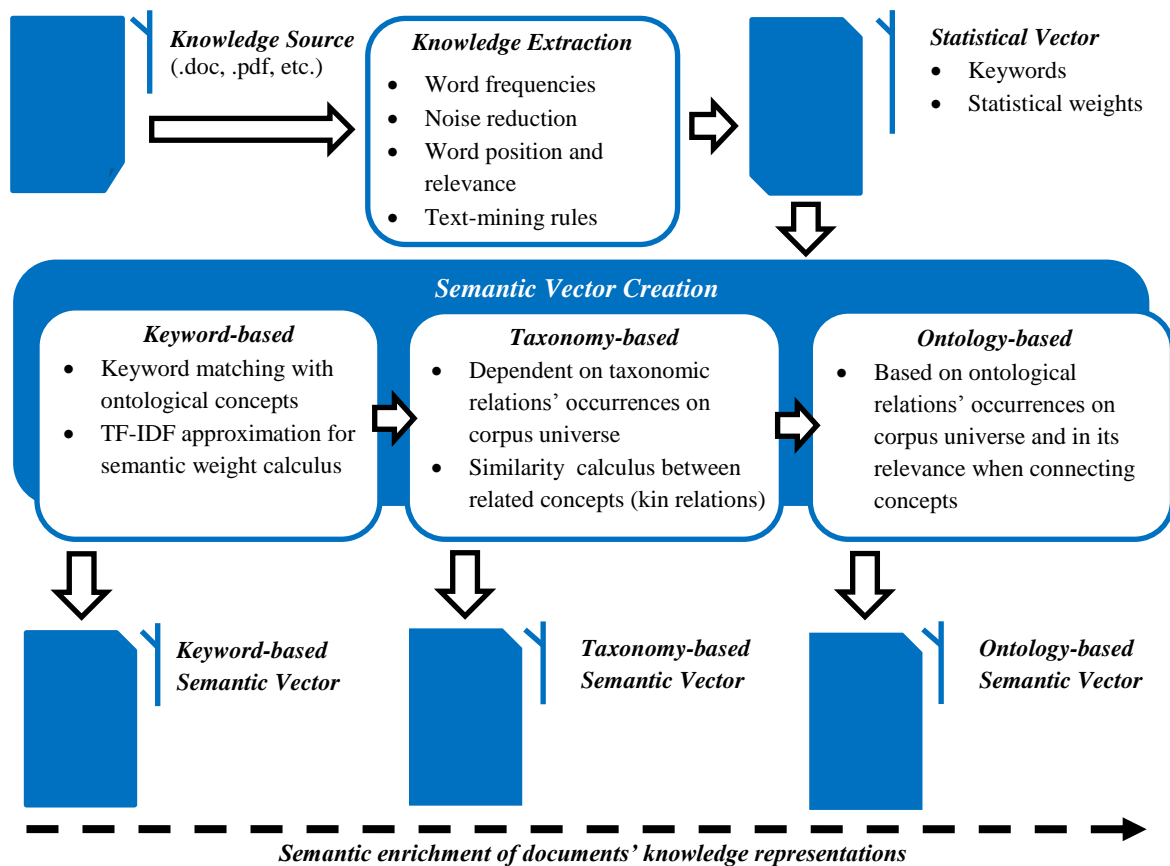 Knowledge Source
(.doc, .pdf, etc.)
Knowledge Extraction
• Word frequencies
• Noise reduction
• Word position and
relevance
• Text-mining rules
Statistical Vector
• Keywords
• Statistical weights
Semantic Vector Creation
Keyword-based
• Keyword matching with
ontological concepts
• TF-IDF approximation for
semantic weight calculus
Taxonomy-based
• Dependent on taxonomic
relations’ occurrences on
corpus universe
• Similarity calculus between
related concepts (kin relations)
Ontology-based
• Based on ontological
relations’ occurrences on
corpus universe and in its
relevance when connecting
concepts
Keyword-based
Semantic Vector
Taxonomy-based
Semantic Vector
Ontology-based
Semantic Vector
Semantic enrichment of documents’ knowledge representations